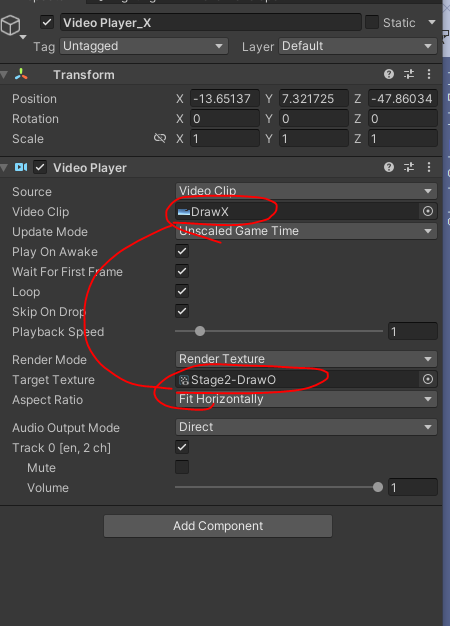 Video Player_X Static
Tag Untagged Layer Default
Transform
Position X -13.65137 Y 7.321725 Z -47.86034
Rotation X 0 Y 0 Z 0
Scale X 1 Y 1 Z 1
Video Player
Source Video Clip
Video Clip DrawX
Update Mode Unscaled Game Time
Play On Awake
Wait For First Frame
Loop
Skip On Drop
Playback Speed 1
Render Mode Render Texture
Target Texture Stage2-DrawO
Aspect Ratio Fit Horizontally
Audio Output Mode Direct
Track 0 [en, 2 ch]
Mute
Volume 1
Add Component